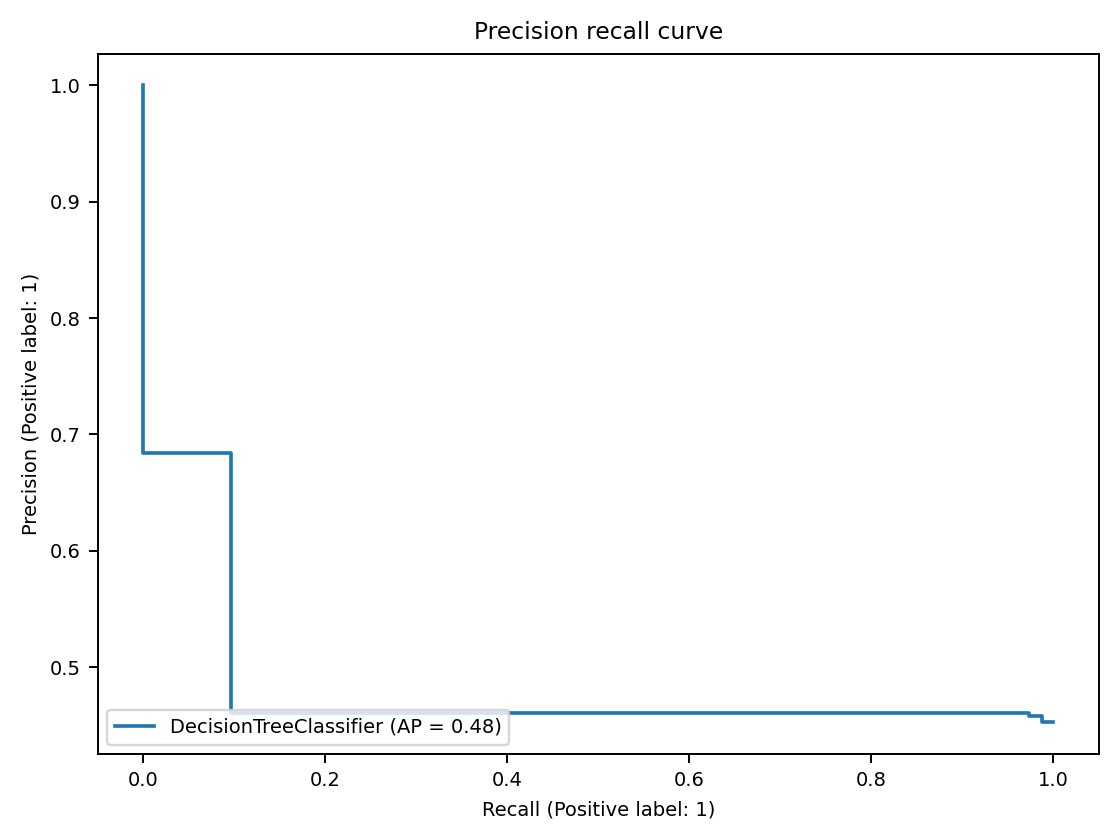 Precision recall curve
1.0
0.9
0.8
0.7
0.6
0.5
Precision (Positive label: 1)
DecisionTreeClassifier (AP = 0.48)
0.0 0.2 0.4 0.6 0.8 1.0
Recall (Positive label: 1)